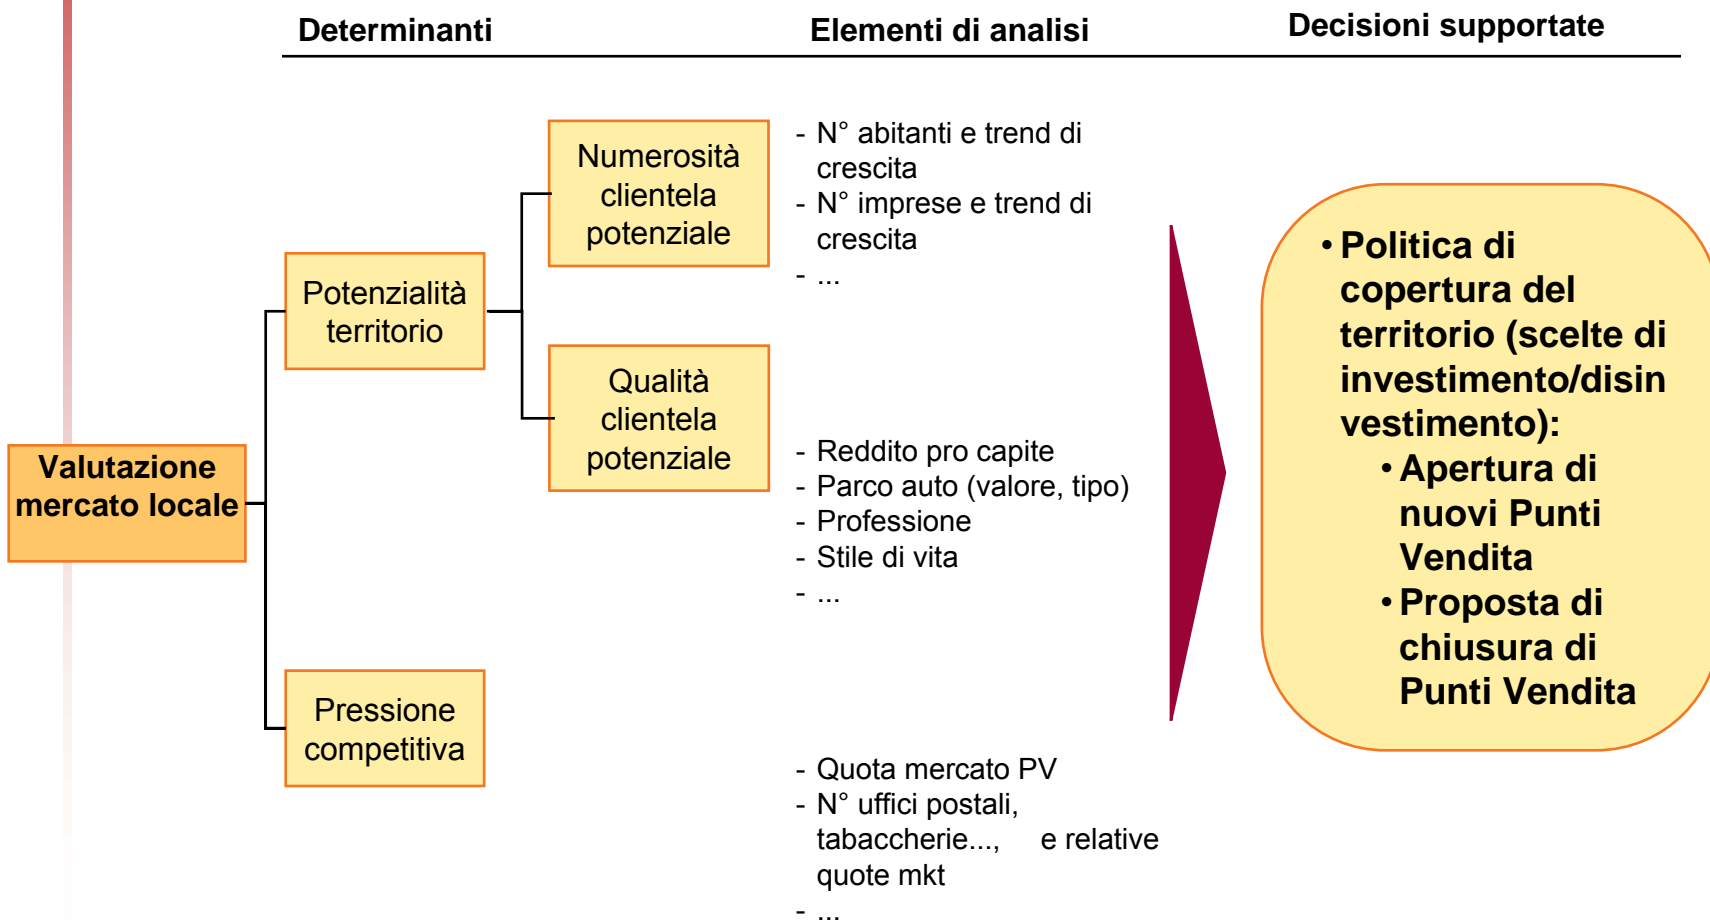 Determanti
Elementi di analisi
Decisioni supportate
Valutazione
mercato locale
Potenzialità
territorio
Pressione
competitiva
Numerosità
clientela
potenziale
Qualità
clientela
potenziale
- N° abitanti e trend di
crescita
- N° imprese e trend di
crescita
- ...
- Reddito pro capite
- Parco auto (valore, tipo)
- Professione
- Stile di vita
- ...
- Quota mercato PV
- N° uffici postali,
tabaccherie..., e relative
quote mkt
- ...
• Politica di
copertura del
territorio (scelte di
investimento/disin
vestimento):
• Apertura di
nuovi Punti
Vendita
• Proposta di
chiusura di
Punti Vendita